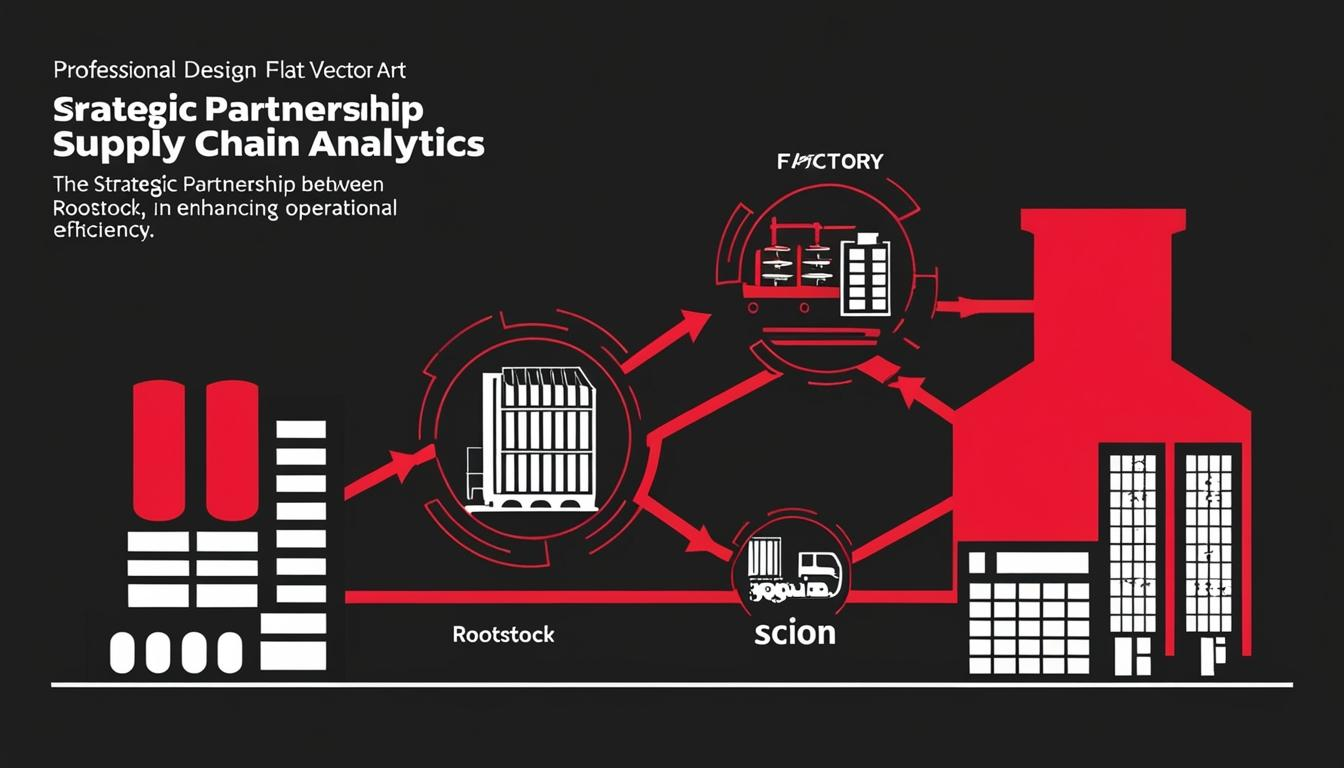 Professional Design Flat Vector Art
Srategic Partnership
Supply Chain Analytics
The Strategic Partnership between
Roostock, in enhancing operational
efhciency.
Rootstock
scion